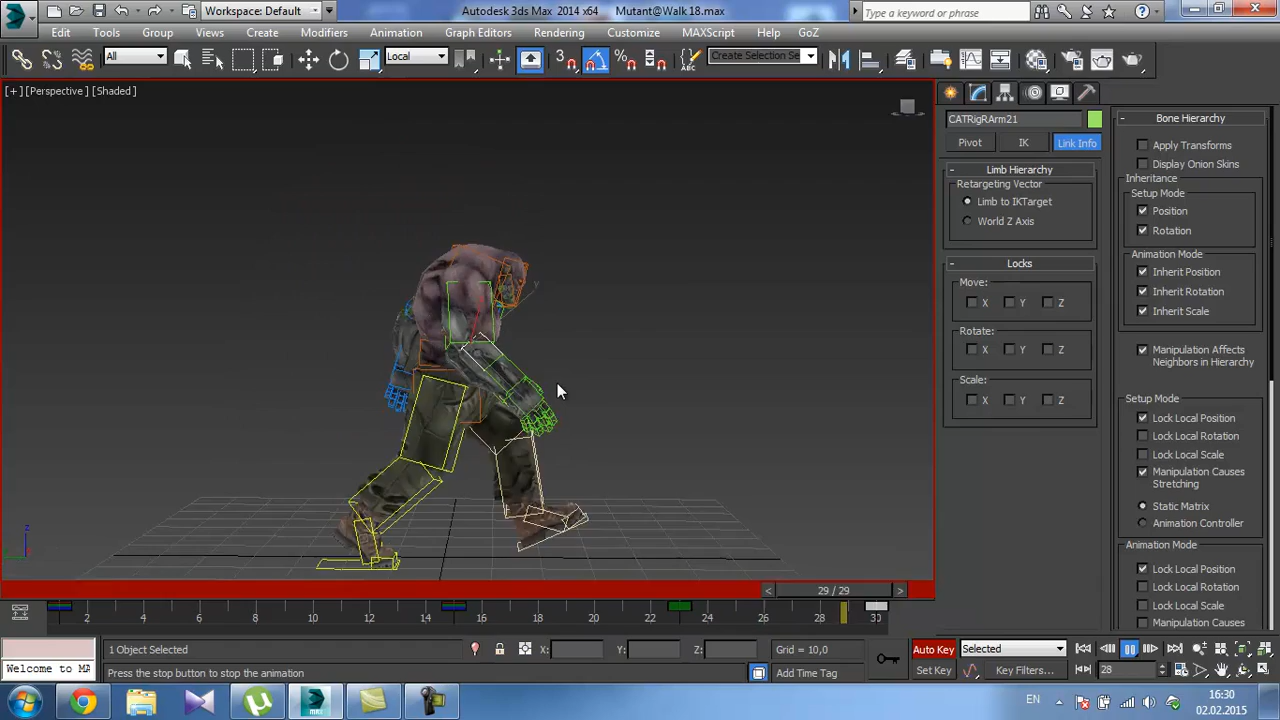 Workspace: Default
Autodesk 3ds Max 2014 x64
Mutant@Walk 18.max
Type a keyword or phrase
Edit Tools Group Views Create Modifiers Animation Graph Editors Rendering Customize MAXScript Help GoZ
All
Local
3
Create Selection Se
[+] [Perspective] [Shaded]
CATRigRArm21
Pivot IK Link Info
Limb Hierarchy
Retargeting Vector
Limb to IKTarget
World Z Axis
Locks
Move: X Y Z
Rotate: X Y Z
Scale: X Y Z
Bone Hierarchy
Apply Transforms
Display Onion Skins
Inheritance
Setup Mode
Position
Rotation
Animation Mode
Inherit Position
Inherit Rotation
Inherit Scale
Manipulation Affects
Neighbors in Hierarchy
Setup Mode
Lock Local Position
Lock Local Rotation
Lock Local Scale
Manipulation Causes
Stretching
Static Matrix
Animation Controller
Animation Mode
Lock Local Position
Lock Local Rotation
Lock Local Scale
Manipulation Causes
< 29 / 29 >
2 4 6 8 10 12 14 16 18 20 22 24 26 28 30
1 Object Selected
X: Y: Z: Grid = 10,0
Auto Key Selected
Welcome to MA
Press the stop button to stop the animation
Add Time Tag
Set Key Key Filters... 28
EN
16:30
02.02.2015